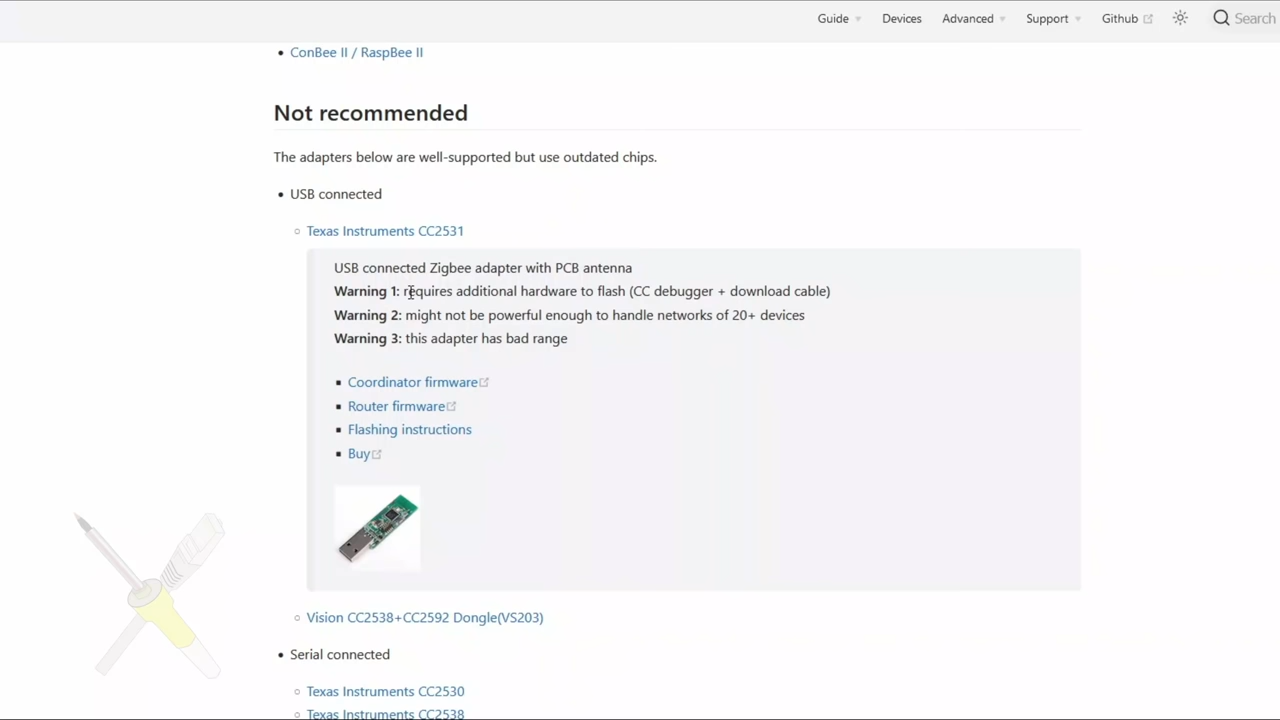 Guide Devices Advanced Support Github Search
ConBee II / RaspBee II
Not recommended
The adapters below are well-supported but use outdated chips.
USB connected
Texas Instruments CC2531
USB connected Zigbee adapter with PCB antenna
Warning 1: requires additional hardware to flash (CC debugger + download cable)
Warning 2: might not be powerful enough to handle networks of 20+ devices
Warning 3: this adapter has bad range
Coordinator firmware
Router firmware
Flashing instructions
Buy
Vision CC2538+CC2592 Dongle(VS203)
Serial connected
Texas Instruments CC2530
Texas Instruments CC2538